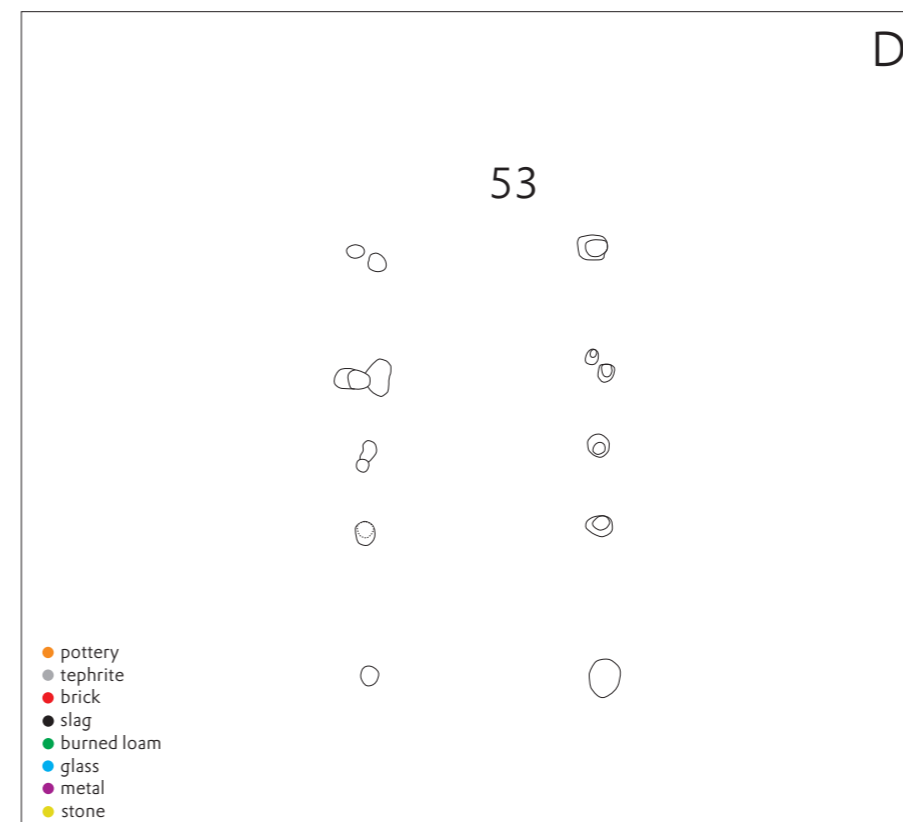 D
53
pottery
tephrite
brick
slag
burned loam
glass
metal
stone